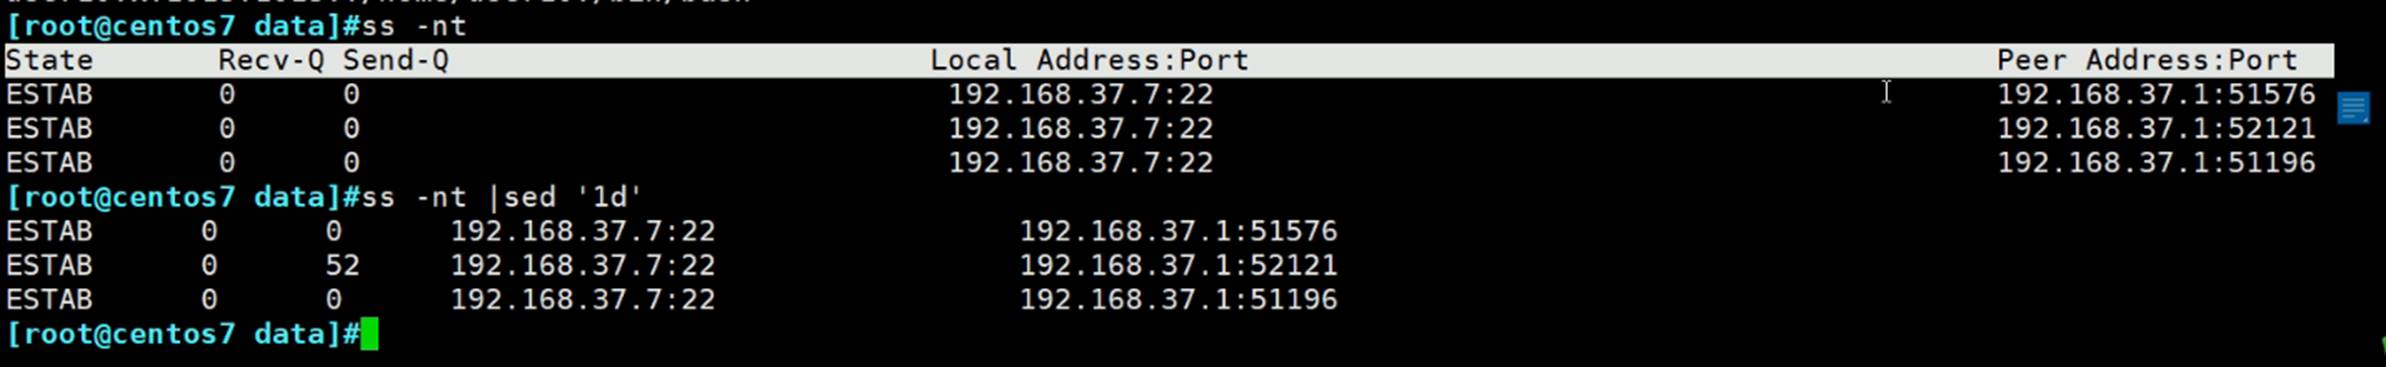 [root@centos7 data]#ss -nt
State Recv-Q Send-Q Local Address:Port Peer Address:Port
ESTAB 0 0 192.168.37.7:22 192.168.37.1:51576
ESTAB 0 0 192.168.37.7:22 192.168.37.1:52121
ESTAB 0 0 192.168.37.7:22 192.168.37.1:51196
[root@centos7 data]#ss -nt |sed '1d'
ESTAB 0 0 192.168.37.7:22 192.168.37.1:51576
ESTAB 0 52 192.168.37.7:22 192.168.37.1:52121
ESTAB 0 0 192.168.37.7:22 192.168.37.1:51196
[root@centos7 data]#